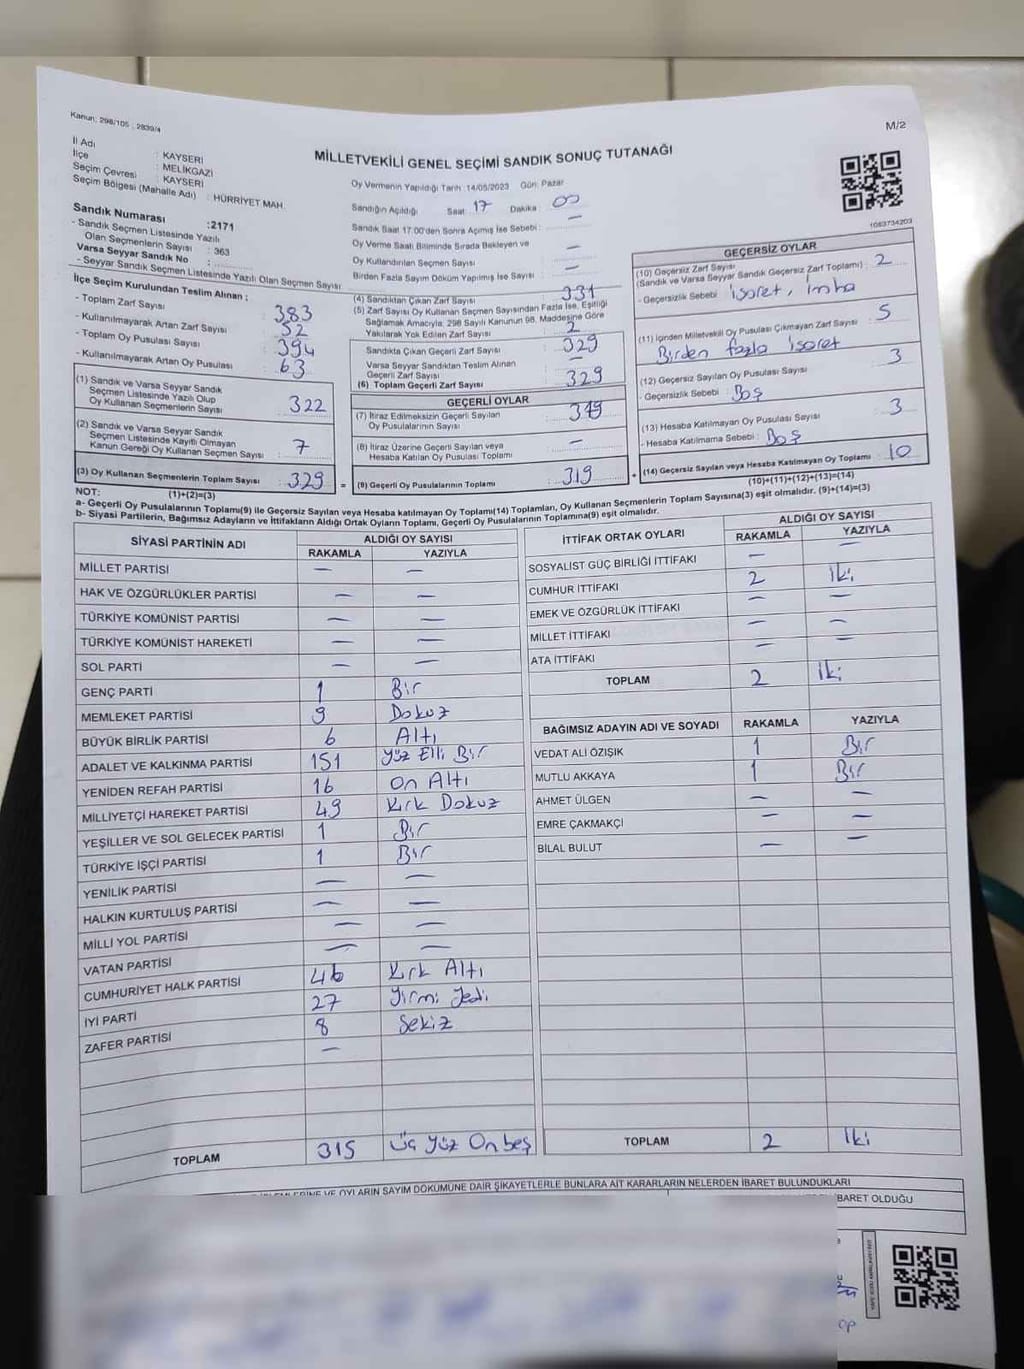 Kanun: 298/105 ; 2839/4
M/2
MİLLETVEKİLİ GENEL SEÇİMİ SANDIK SONUÇ TUTANAĞI
İl Adı : KAYSERİ
İlçe : MELİKGAZİ
Seçim Çevresi : KAYSERİ
Seçim Bölgesi (Mahalle Adı) : HÜRRİYET MAH.
Sandık Numarası :2171
- Sandık Seçmen Listesinde Yazılı
Olan Seçmenlerin Sayısı : 363
Varsa Seyyar Sandık No :
- Seyyar Sandık Seçmen Listesinde Yazılı Olan Seçmen Sayısı
İlçe Seçim Kurulundan Teslim Alınan ;
- Toplam Zarf Sayısı : 383
- Kullanılmayarak Artan Zarf Sayısı : 52
- Toplam Oy Pusulası Sayısı : 394
- Kullanılmayarak Artan Oy Pusulası : 63
(1) Sandık ve Varsa Seyyar Sandık
Seçmen Listesinde Yazılı Olup
Oy Kullanan Seçmenlerin Sayısı : 322
(2) Sandık ve Varsa Seyyar Sandık
Seçmen Listesinde Kayıtlı Olmayan
Kanun Gereği Oy Kullanan Seçmen Sayısı : 7
(3) Oy Kullanan Seçmenlerin Toplam Sayısı : 329
(1)+(2)=(3)
Oy Vermenin Yapıldığı Tarih: 14/05/2023 Gün: Pazar
Sandığın Açıldığı Saat: 17 Dakika: 00
Sandık Saat 17:00'den Sonra Açımış İse Sebebi : —
Oy Verme Saati Bitiminde Sırada Bekleyen ve
Oy Kullandırılan Seçmen Sayısı : —
Birden Fazla Sayım Döküm Yapılmış İse Sayısı : —
(4) Sandıktan Çıkan Zarf Sayısı : 331
(5) Zarf Sayısı Oy Kullanan Seçmen Sayısından Fazla İse, Eşitliği
Sağlamak Amacıyla, 298 Sayılı Kanunun 98. Maddesine Göre
Yakılarak Yok Edilen Zarf Sayısı : 2
Sandıkta Çıkan Geçerli Zarf Sayısı : 329
Varsa Seyyar Sandıktan Teslim Alınan
Geçerli Zarf Sayısı : —
(6) Toplam Geçerli Zarf Sayısı : 329
GEÇERLİ OYLAR
(7) İtiraz Edilmeksizin Geçerli Sayılan
Oy Pusulalarının Sayısı : 319
(8) İtiraz Üzerine Geçerli Sayılan veya
Hesaba Katılan Oy Pusulası Toplamı : —
= (9) Geçerli Oy Pusulalarının Toplamı : 319
1083734203
GEÇERSİZ OYLAR
(10) Geçersiz Zarf Sayısı
(Sandık ve Varsa Seyyar Sandık Geçersiz Zarf Toplamı) : 2
- Geçersizlik Sebebi : işaret, imha
(11) İçinden Milletvekili Oy Pusulası Çıkmayan Zarf Sayısı : 5
Birden fazla işaret
(12) Geçersiz Sayılan Oy Pusulası Sayısı : 3
- Geçersizlik Sebebi : Boş
(13) Hesaba Katılmayan Oy Pusulası Sayısı : 3
- Hesaba Katılmama Sebebi : Boş
+ (14) Geçersiz Sayılan veya Hesaba Katılmayan Oy Toplamı : 10
(10)+(11)+(12)+(13)=(14)
NOT:
a- Geçerli Oy Pusulasının Toplamı(9) ile Geçersiz Sayılan veya Hesaba katılmayan Oy Toplamı(14) Toplamları, Oy Kullanan Seçmenlerin Toplam Sayısına(3) eşit olmalıdır. (9)+(14)=(3)
b- Siyasi Partilerin, Bağımsız Adayların ve İttifakların Aldığı Ortak Oyların Toplamı, Geçerli Oy Pusulalarının Toplamına(9) eşit olmalıdır.
SİYASİ PARTİNİN ADI ALDIĞI OY SAYISI
RAKAMLA YAZIYLA
MİLLET PARTİSİ — —
HAK VE ÖZGÜRLÜKLER PARTİSİ — —
TÜRKİYE KOMÜNİST PARTİSİ — —
TÜRKİYE KOMÜNİST HAREKETİ — —
SOL PARTİ — —
GENÇ PARTİ 1 Bir
MEMLEKET PARTİSİ 9 Dokuz
BÜYÜK BİRLİK PARTİSİ 6 Altı
ADALET VE KALKINMA PARTİSİ 151 Yüz Elli Bir
YENİDEN REFAH PARTİSİ 16 On Altı
MİLLİYETÇİ HAREKET PARTİSİ 49 Kırk Dokuz
YEŞİLLER VE SOL GELECEK PARTİSİ 1 Bir
TÜRKİYE İŞÇİ PARTİSİ 1 Bir
YENİLİK PARTİSİ — —
HALKIN KURTULUŞ PARTİSİ — —
MİLLİ YOL PARTİSİ — —
VATAN PARTİSİ — —
CUMHURİYET HALK PARTİSİ 46 Kırk Altı
İYİ PARTİ 27 Yirmi Yedi
ZAFER PARTİSİ 8 Sekiz
—
TOPLAM 315 Üç Yüz On beş
İTTİFAK ORTAK OYLARI ALDIĞI OY SAYISI
RAKAMLA YAZIYLA
SOSYALİST GÜÇ BİRLİĞİ İTTİFAKI — —
CUMHUR İTTİFAKI 2 İki
EMEK VE ÖZGÜRLÜK İTTİFAKI — —
MİLLET İTTİFAKI — —
ATA İTTİFAKI — —
TOPLAM 2 İki
BAĞIMSIZ ADAYIN ADI VE SOYADI RAKAMLA YAZIYLA
VEDAT ALİ ÖZIŞIK 1 Bir
MUTLU AKKAYA 1 Bir
AHMET ÜLGEN — —
EMRE ÇAKMAKÇI — —
BİLAL BULUT — —
TOPLAM 2 İki
VE OYLARIN SAYIM DÖKÜMÜNE DAİR ŞİKAYETLERLE BUNLARA AİT KARARLARIN NELERDEN İBARET BULUNDUKLARI
İBARET OLDUĞU